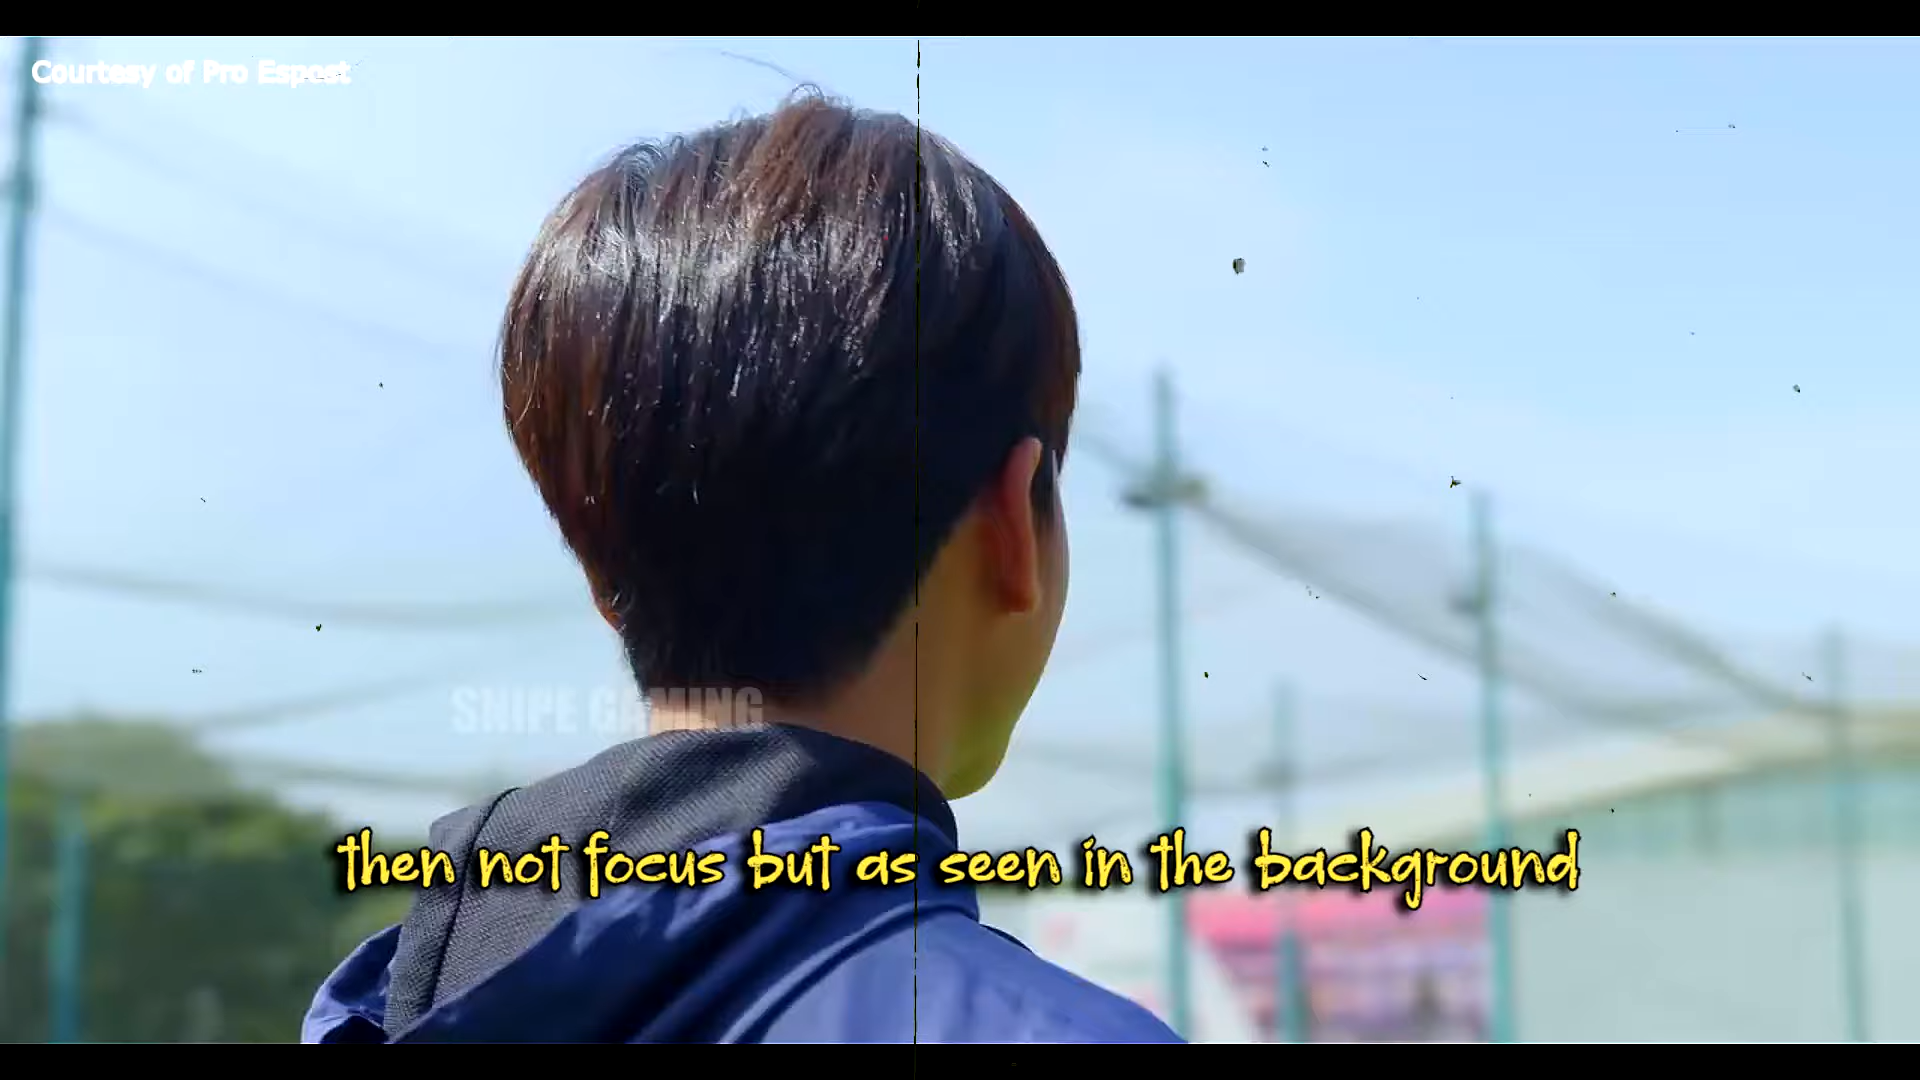 Courtesy of Pro Espost
SNIPE GAMING
then not focus but as seen in the background